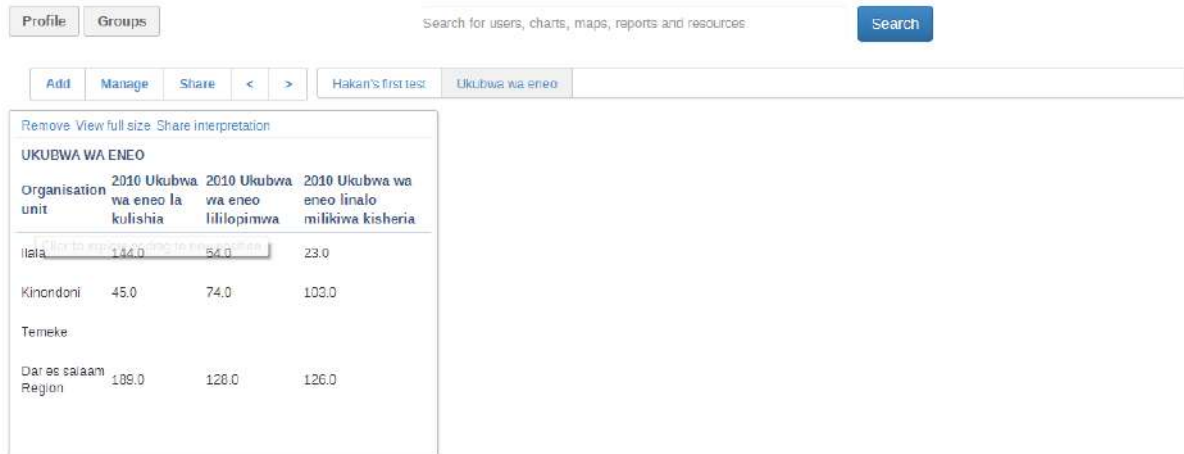 Profile Groups Search for users, charts, maps, reports and resources Search
Add Manage Share < > Hakan's first test Ukubwa wa eneo
Remove View full size Share interpretation
UKUBWA WA ENEO
Organisation unit 2010 Ukubwa wa eneo la kulishia 2010 Ukubwa wa eneo lililopimwa 2010 Ukubwa wa eneo linalo milikiwa kisheria
Click to
Ilala 144.0 54.0 23.0
Kinondoni 45.0 74.0 103.0
Temeke
Dar es salaam Region 189.0 128.0 126.0